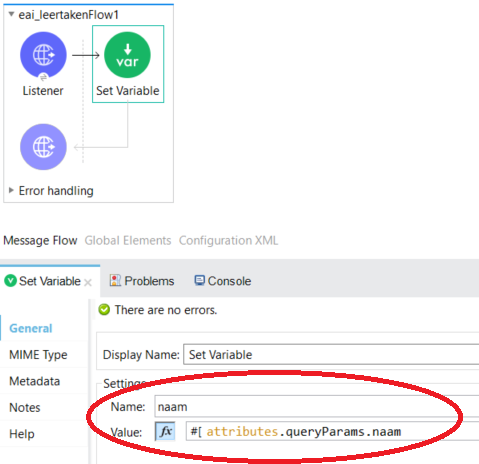 eai_leertakenFlow1
var
Listener
Set Variable
Error handling
Message Flow Global Elements Configuration XML
Set Variable Problems Console
There are no errors.
General
MIME Type
Metadata
Notes
Help
Display Name: Set Variable
Settings
Name: naam
Value: fx #[ attributes.queryParams.naam